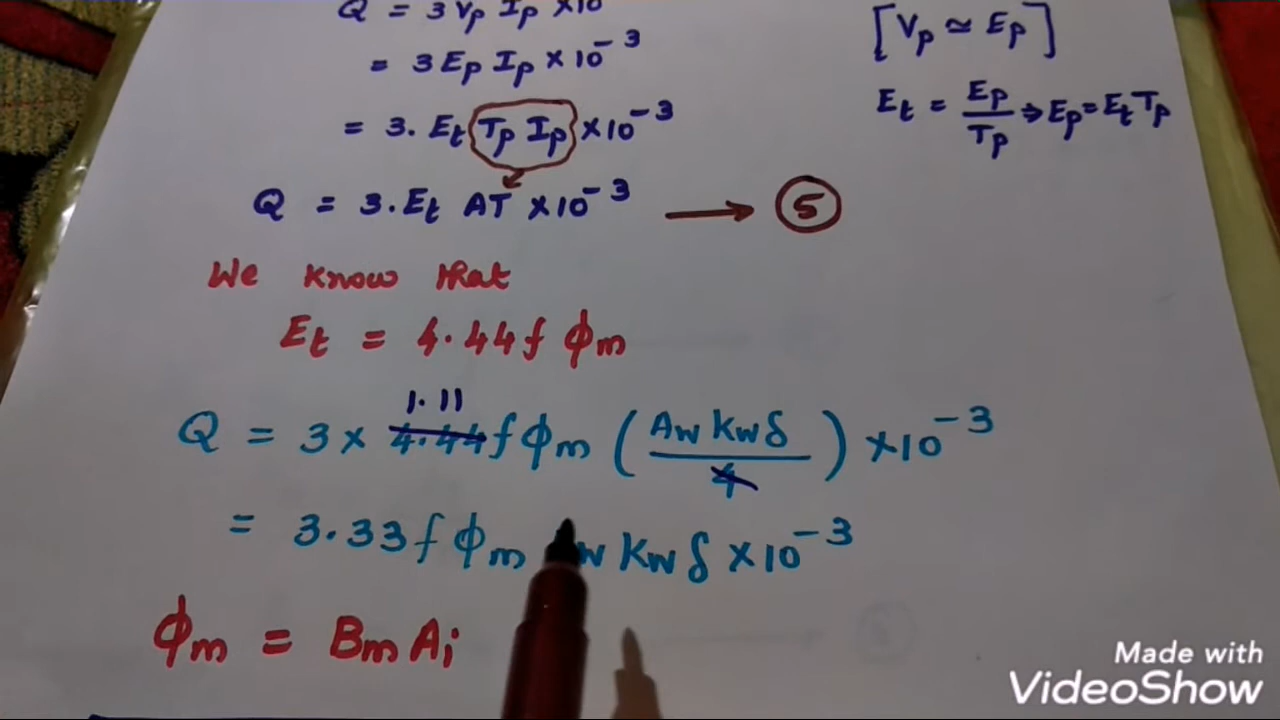 Q = 3 Vp Ip × 10
= 3 Ep Ip × 10⁻³
= 3. Et Tp Ip × 10⁻³
Q = 3. Et AT × 10⁻³ → 5
[Vp ≃ Ep]
Et = Ep/Tp ⇒ Ep = Et Tp
We know that
Et = 4.44 f ϕm
1.11
Q = 3 × 4.44 f ϕm (Aw Kw δ / 4) × 10⁻³
= 3.33 f ϕm w Kw δ × 10⁻³
ϕm = Bm Ai
Made with
VideoShow